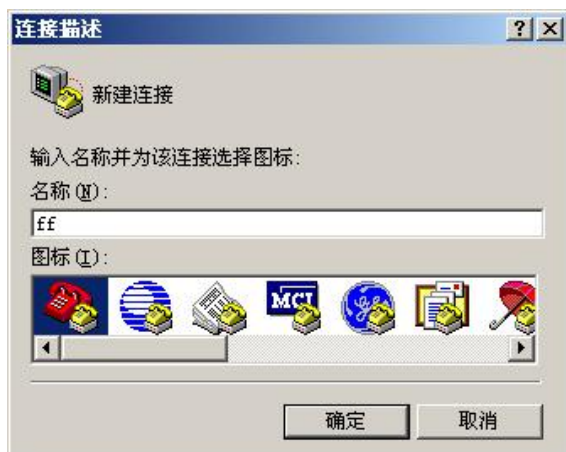 连接描述
新建连接
输入名称并为该连接选择图标:
名称(N):
ff
图标(I):
MCI
确定
取消